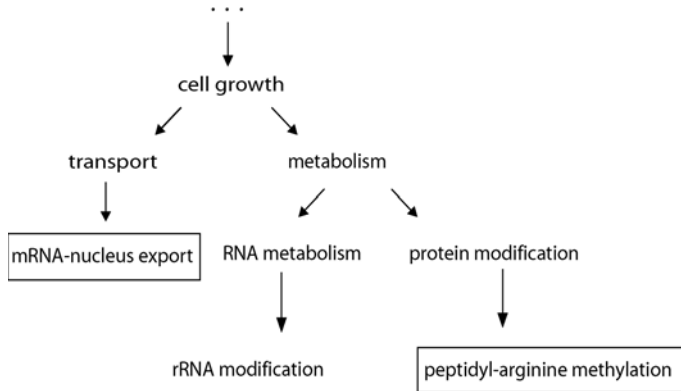 . . .
cell growth
transport
metabolism
mRNA-nucleus export
RNA metabolism
protein modification
rRNA modification
peptidyl-arginine methylation